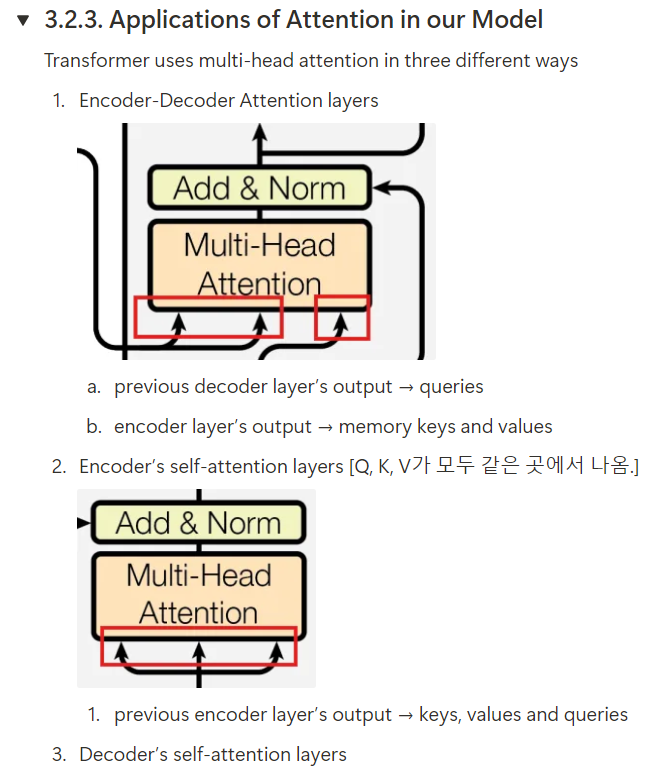 ▼ 3.2.3. Applications of Attention in our Model
Transformer uses multi-head attention in three different ways
1. Encoder-Decoder Attention layers
Add & Norm
Multi-Head
Attention
a. previous decoder layer’s output → queries
b. encoder layer’s output → memory keys and values
2. Encoder’s self-attention layers [Q, K, V가 모두 같은 곳에서 나옴.]
Add & Norm
Multi-Head
Attention
1. previous encoder layer’s output → keys, values and queries
3. Decoder’s self-attention layers